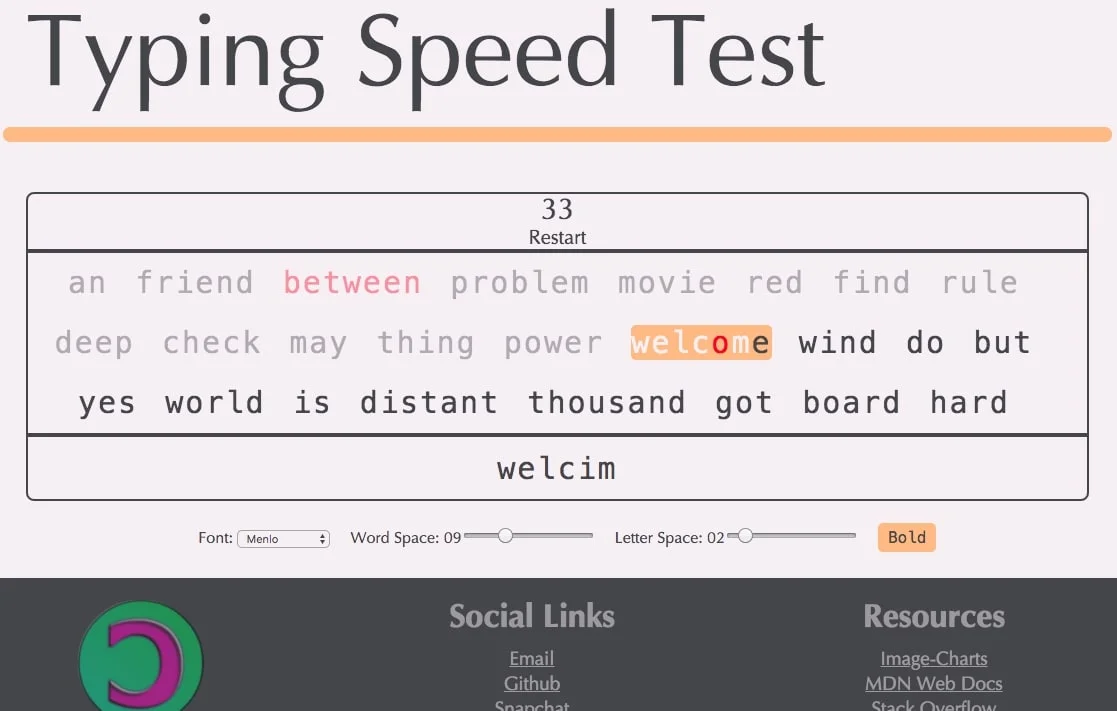 Typing Speed Test
33
Restart
an friend between problem movie red find rule
deep check may thing power welcome wind do but
yes world is distant thousand got board hard
welcim
Font: Menlo Word Space: 09 Letter Space: 02 Bold
Social Links Resources
Email Image-Charts
Github MDN Web Docs
Snapchat Stack Overflow